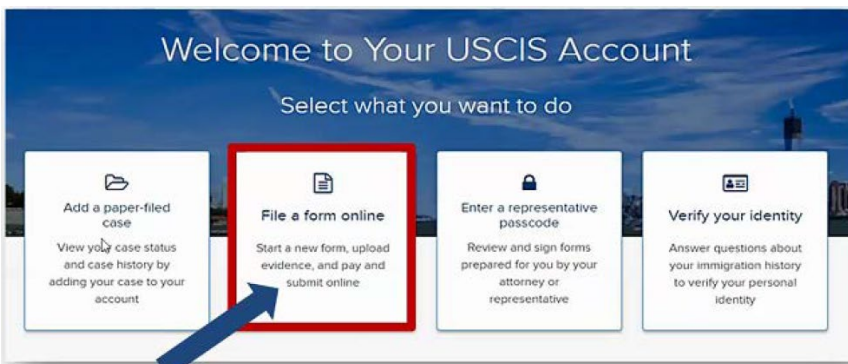 Welcome to Your USCIS Account
Select what you want to do
Add a paper-filed
case
View your case status
and case history by
adding your case to your
account
File a form online
Start a new form, upload
evidence, and pay and
submit online
Enter a representative
passcode
Review and sign forms
prepared for you by your
attorney or
representative
Verify your identity
Answer questions about
your immigration history
to verify your personal
identity